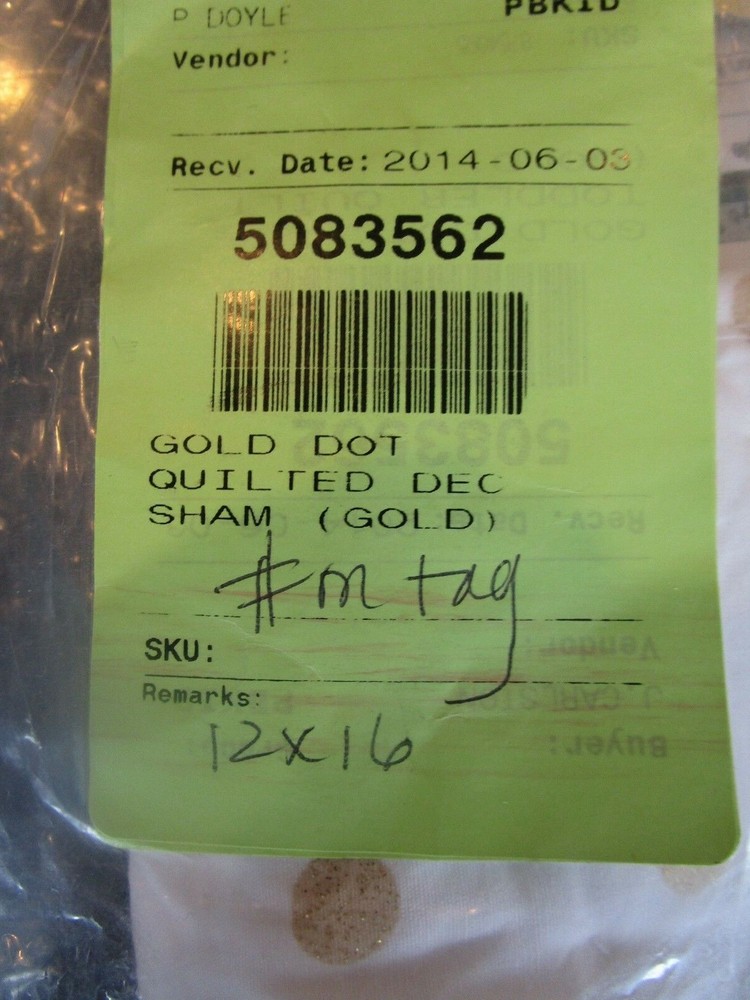 P DOYLE PBKID
Vendor:
Recv. Date: 2014-06-03
5083562
GOLD DOT
QUILTED DEC
SHAM (GOLD)
# on tag
SKU:
Remarks:
12x16